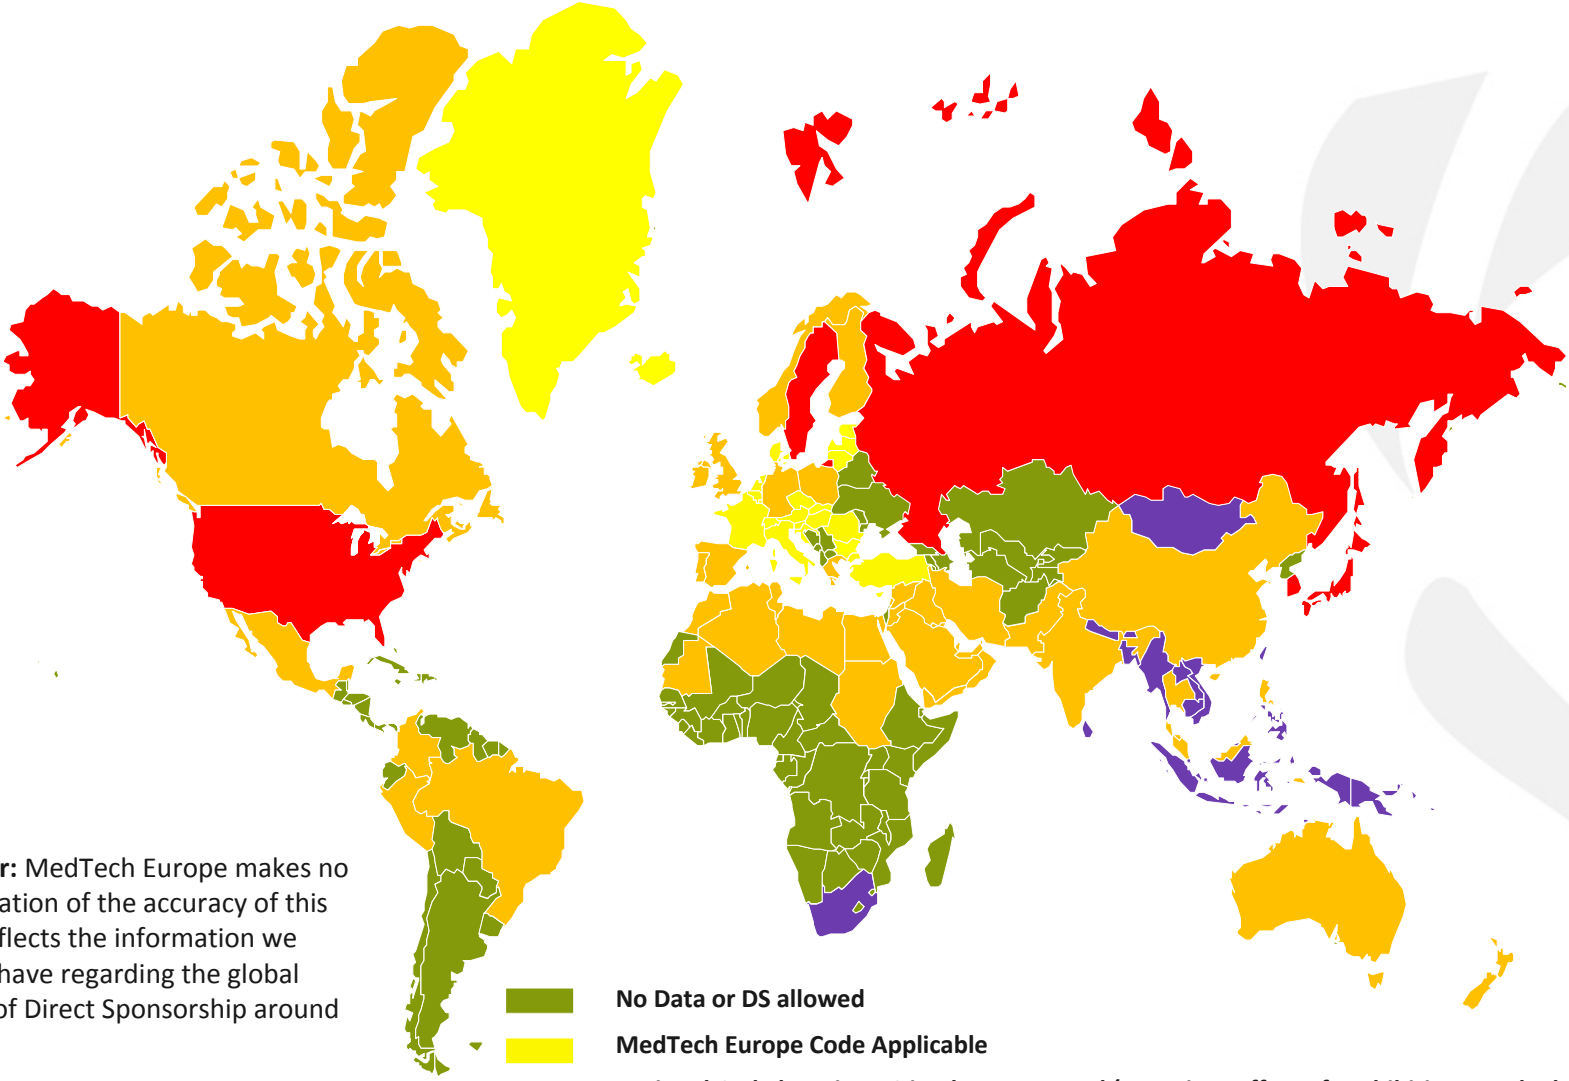 r: MedTech Europe makes no
ation of the accuracy of this
flects the information we
have regarding the global
of Direct Sponsorship around
No Data or DS allowed
MedTech Europe Code Applicable